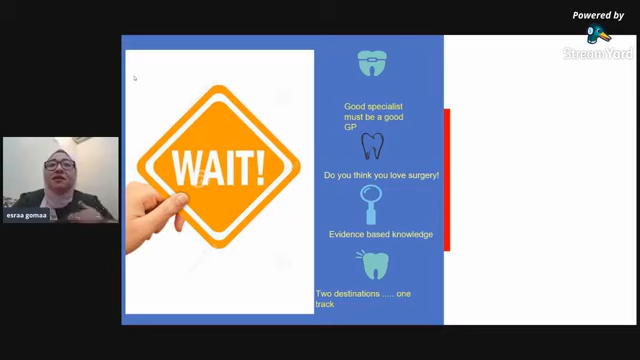 Powered by
StreamYard
WAIT!
Good specialist
must be a good
GP
Do you think you love surgery!
Evidence based knowledge
Two destinations ..... one
track
esraa gomaa